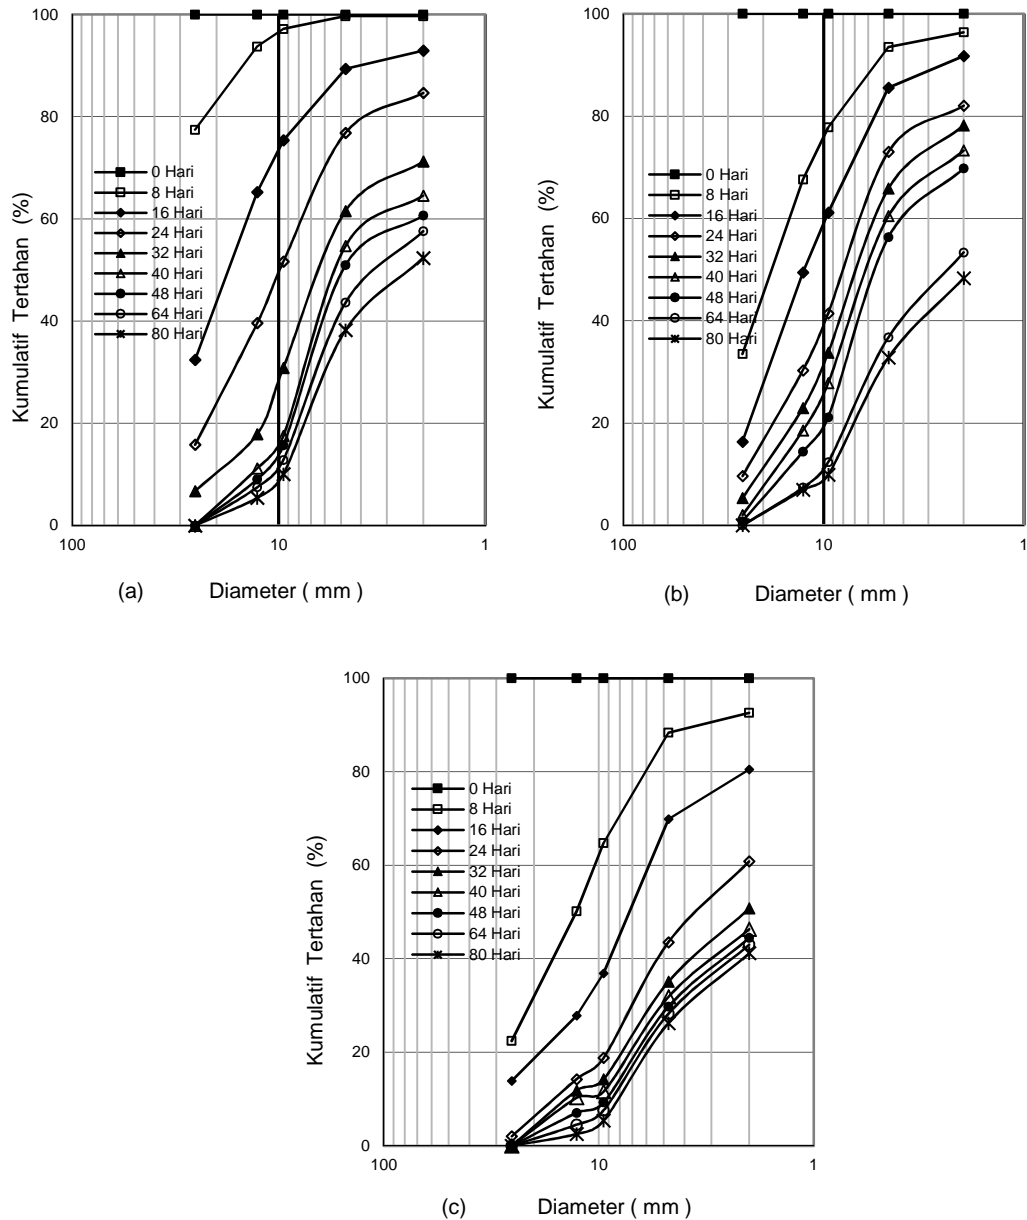 100
80
60
40
20
0
Kumulatif Tertahan (%)
0 Hari
8 Hari
16 Hari
24 Hari
32 Hari
40 Hari
48 Hari
64 Hari
80 Hari
100 10 1
(a) Diameter ( mm )
100
80
60
40
20
0
Kumulatif Tertahan (%)
0 Hari
8 Hari
16 Hari
24 Hari
32 Hari
40 Hari
48 Hari
64 Hari
80 Hari
100 10 1
(b) Diameter ( mm )
100
80
60
40
20
0
Kumulatif Tertahan (%)
0 Hari
8 Hari
16 Hari
24 Hari
32 Hari
40 Hari
48 Hari
64 Hari
80 Hari
100 10 1
(c) Diameter ( mm )